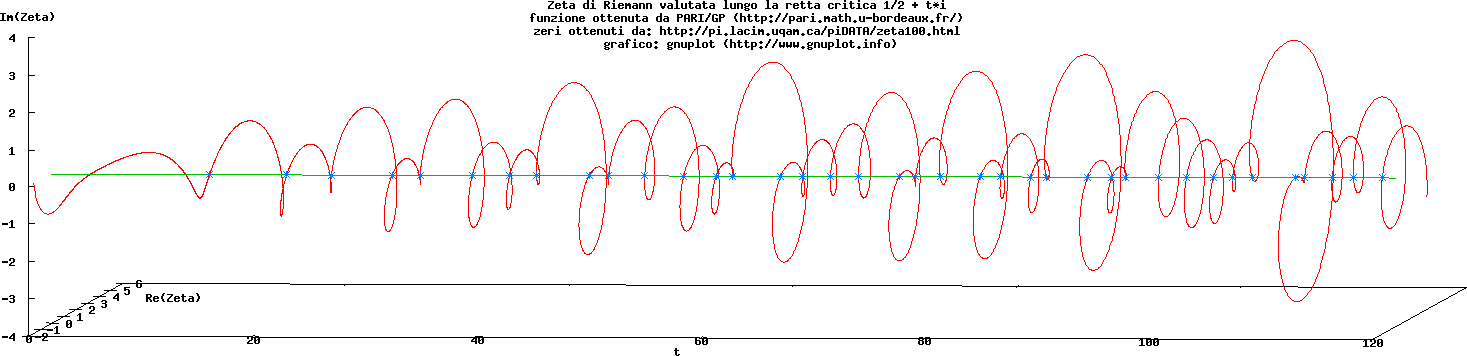 Zeta di Riemann valutata lungo la retta critica 1/2 + t*i
funzione ottenuta da PARI/GP (http://pari.math.u-bordeaux.fr/)
zeri ottenuti da: http://pi.lacim.uqam.ca/piDATA/zeta100.html
grafico: gnuplot (http://www.gnuplot.info)
Im(Zeta)
4
3
2
1
0
-1
-2
-3
-4
-2 -1 0 1 2 3 4 5 6
Re(Zeta)
0 20 40 60 80 100 120
t